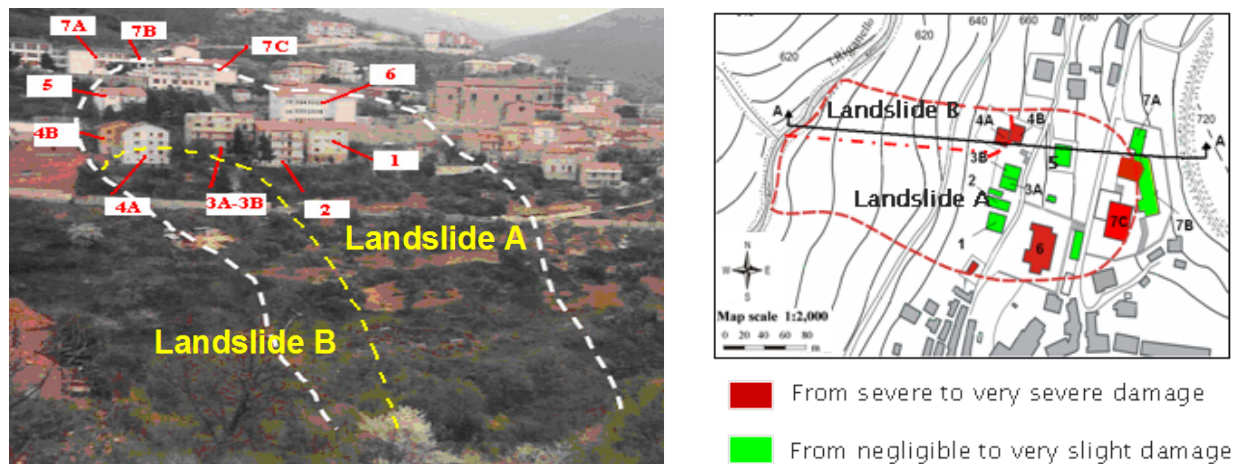 7A
7B
7C
6
5
4B
1
4A
3A-3B
2
Landslide A
Landslide B
640
660
680
620
620
T.Riganello
600
7A
A
Landslide B
4A
4B
720
A
3B
5
2
3A
Landslide A
7C
7B
1
6
N
W
E
S
Map scale 1:2,000
0 20 40 60 80
m
From severe to very severe damage
From negligible to very slight damage